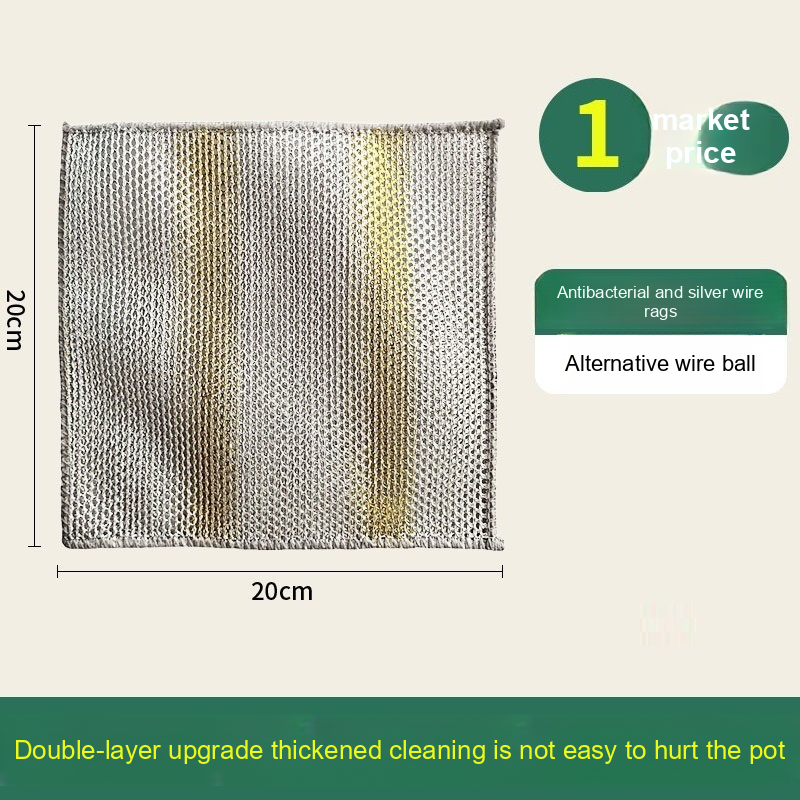 1
market
price
20cm
Antibacterial and silver wire
rags
Alternative wire ball
20cm
Double-layer upgrade thickened cleaning is not easy to hurt the pot